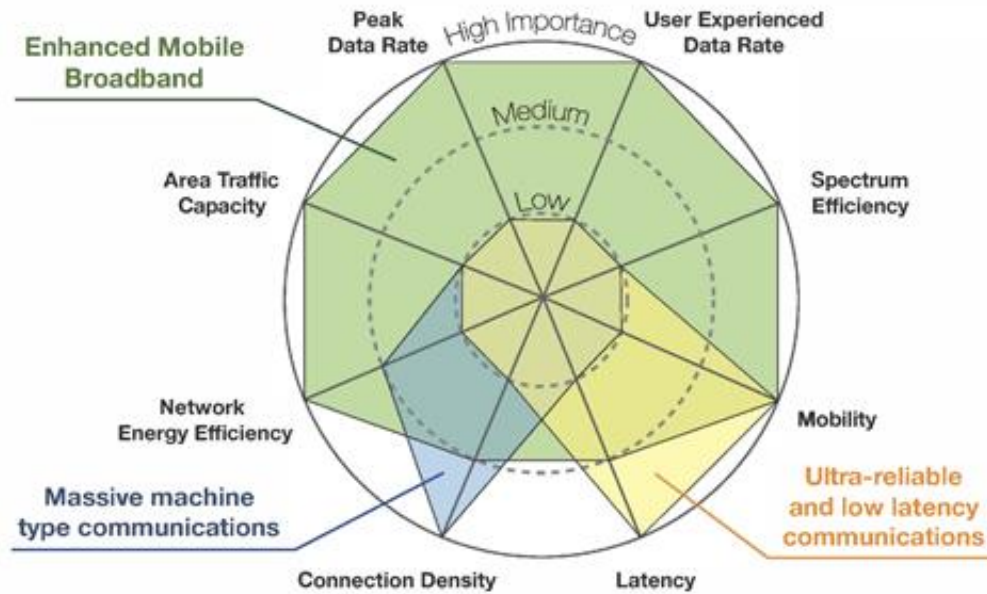 Peak
Data Rate
High Importance
User Experienced
Data Rate
Enhanced Mobile
Broadband
Medium
Area Traffic
Capacity
Low
Spectrum
Efficiency
Network
Energy Efficiency
Mobility
Massive machine
type communications
Ultra-reliable
and low latency
communications
Connection Density
Latency